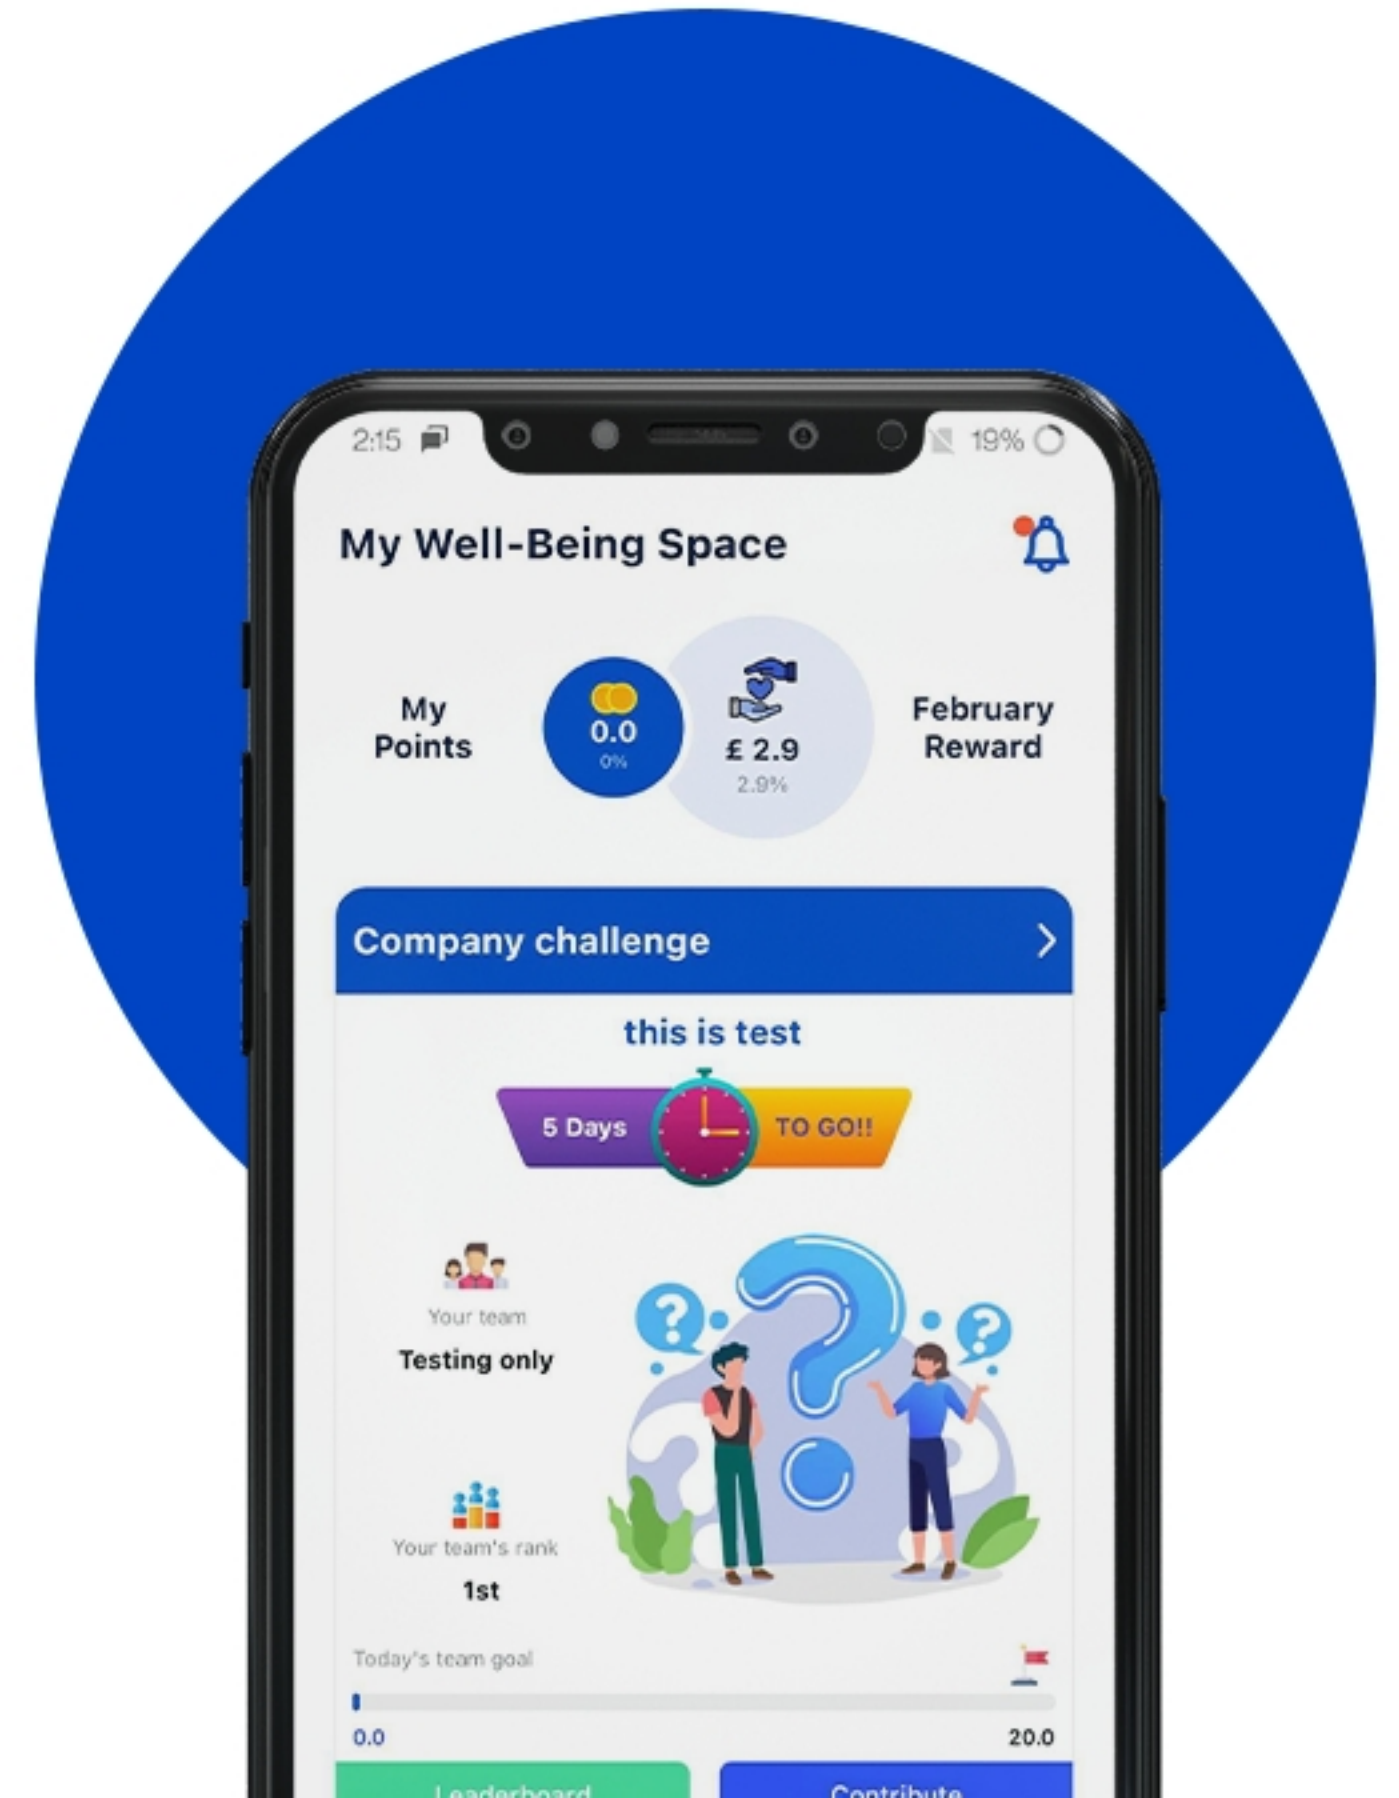 2:15
19%
My Well-Being Space
My
Points
0.0
0%
£ 2.9
2.9%
February
Reward
Company challenge
this is test
5 Days
TO GO!!
Your team
Testing only
Your team's rank
1st
Today's team goal
0.0
20.0
Leaderboard
Contribute